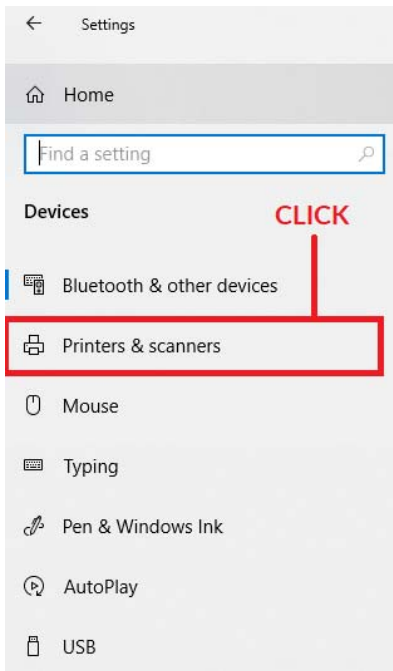 Settings
Home
Find a setting
Devices
CLICK
Bluetooth & other devices
Printers & scanners
Mouse
Typing
Pen & Windows Ink
AutoPlay
USB